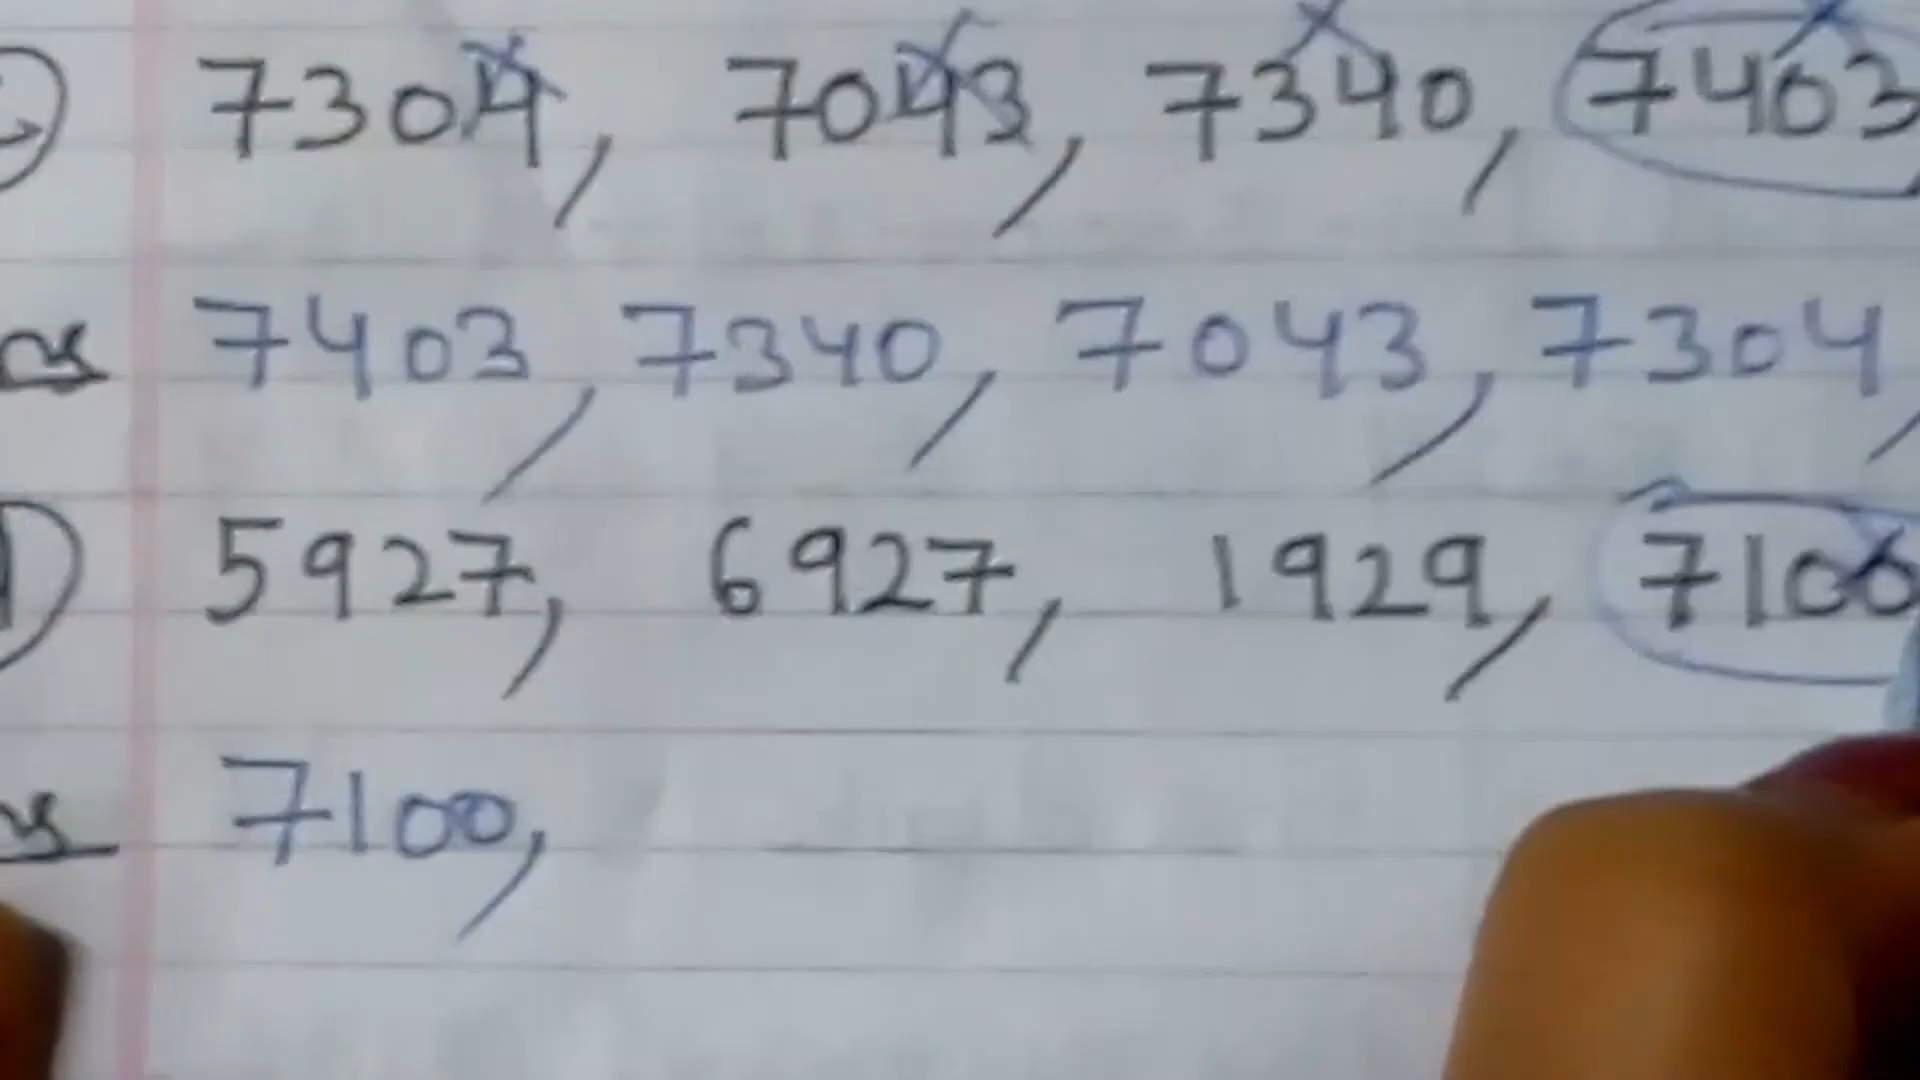 7304, 7043, 7340, 7403
7403, 7340, 7043, 7304,
5927, 6927, 1929, 7100
7100,